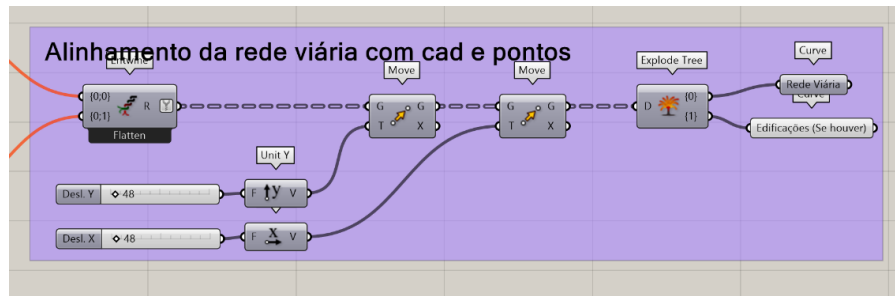 Alinhamento da rede viária com cad e pontos
Entwine
{0;0}
{0;1}
R
Y
Flatten
Move
G
T
G
X
Move
G
T
G
X
Explode Tree
D
{0}
{1}
Curve
Rede Viária
Curve
Edificações (Se houver)
Unit Y
Desl. Y
48
F
y
V
Desl. X
48
F
x
V